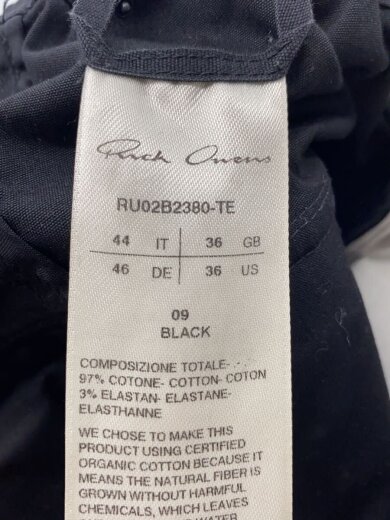 Rick Owens
RU02B2380-TE
44 IT 36 GB
46 DE 36 US
09
BLACK
COMPOSIZIONE TOTALE- . -
97% COTONE- COTTON- COTON
3% ELASTAN- ELASTANE-
ELASTHANNE
WE CHOSE TO MAKE THIS
PRODUCT USING CERTIFIED
ORGANIC COTTON BECAUSE IT
MEANS THE NATURAL FIBER IS
GROWN WITHOUT HARMFUL
CHEMICALS, WHICH LEAVES
WATER